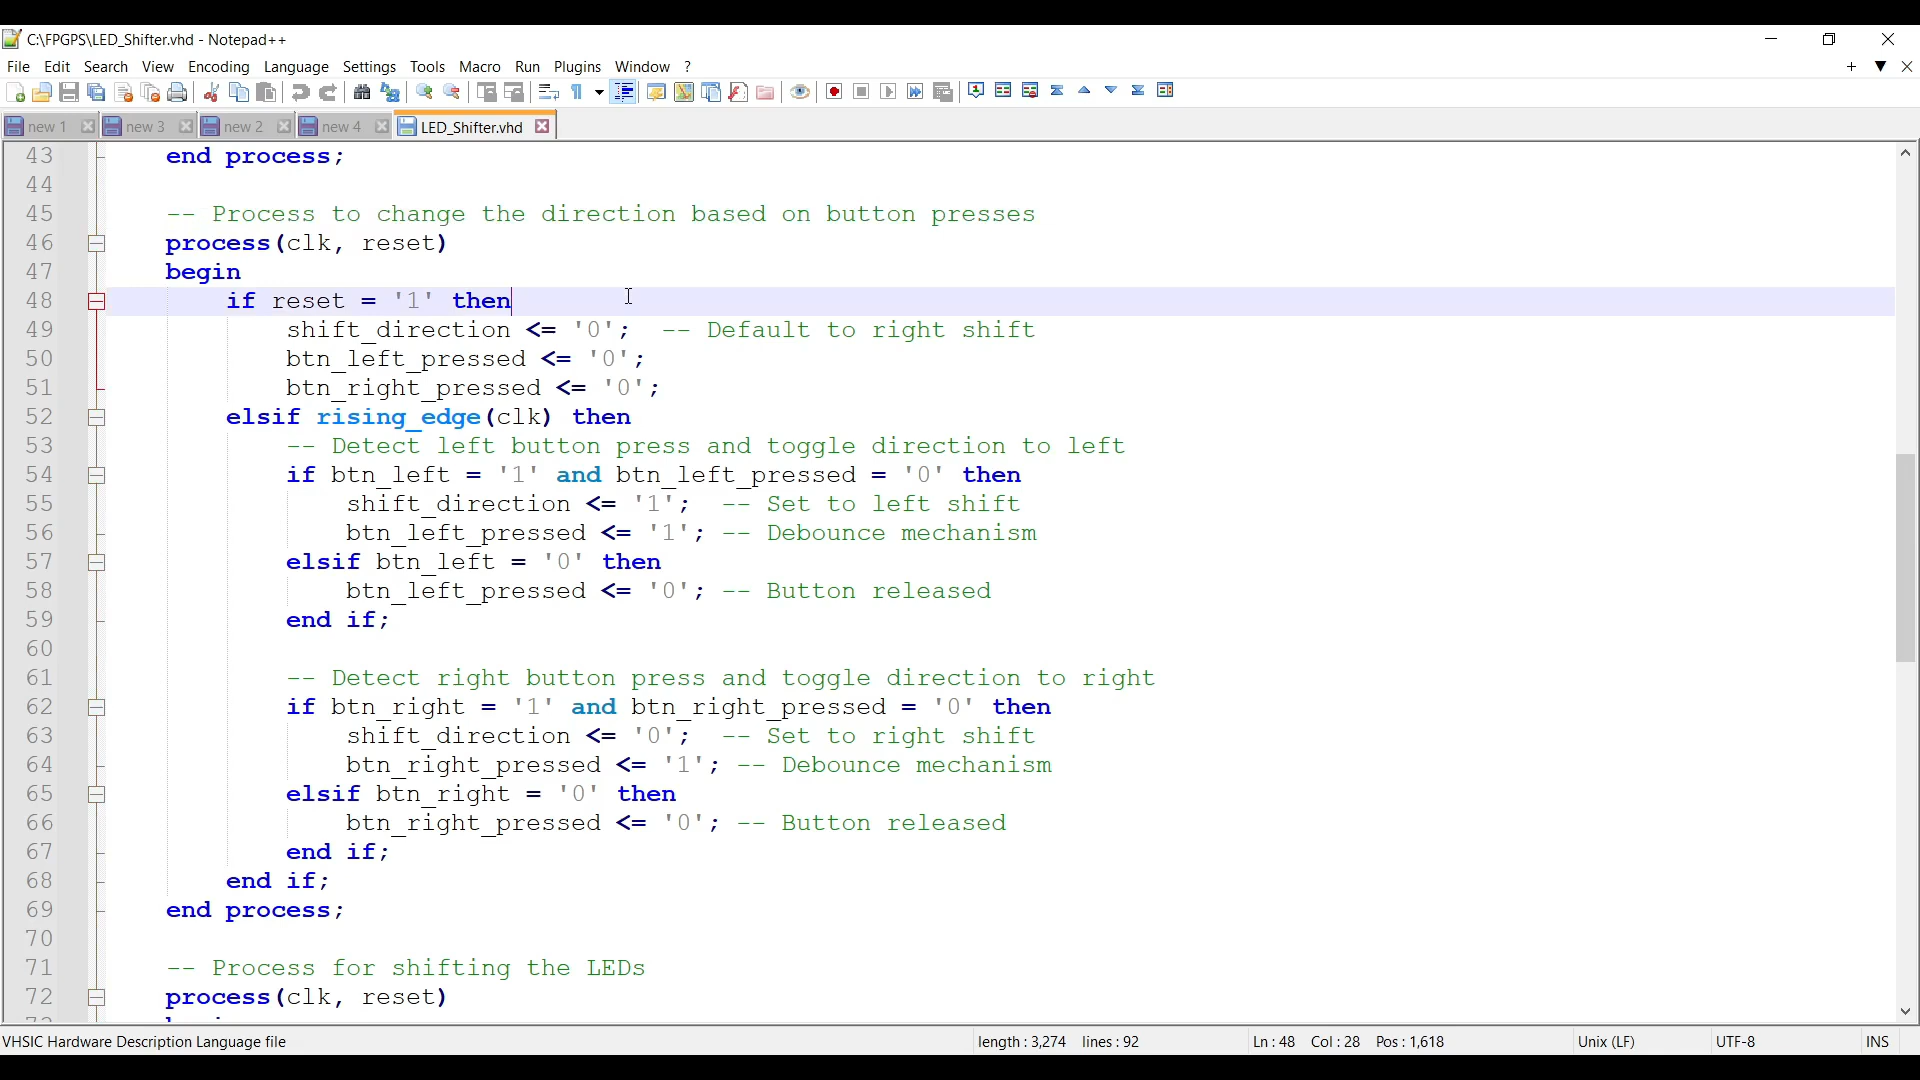 C:\FPGPS\LED_Shifter.vhd - Notepad++
File Edit Search View Encoding Language Settings Tools Macro Run Plugins Window ?
new 1 new 3 new 2 new 4 LED_Shifter.vhd
43 end process;
44
45 -- Process to change the direction based on button presses
46 process(clk, reset)
47 begin
48 if reset = '1' then
49 shift_direction <= '0';  -- Default to right shift
50 btn_left_pressed <= '0';
51 btn_right_pressed <= '0';
52 elsif rising_edge(clk) then
53 -- Detect left button press and toggle direction to left
54 if btn_left = '1' and btn_left_pressed = '0' then
55 shift_direction <= '1';  -- Set to left shift
56 btn_left_pressed <= '1'; -- Debounce mechanism
57 elsif btn_left = '0' then
58 btn_left_pressed <= '0'; -- Button released
59 end if;
60
61 -- Detect right button press and toggle direction to right
62 if btn_right = '1' and btn_right_pressed = '0' then
63 shift_direction <= '0';  -- Set to right shift
64 btn_right_pressed <= '1'; -- Debounce mechanism
65 elsif btn_right = '0' then
66 btn_right_pressed <= '0'; -- Button released
67 end if;
68 end if;
69 end process;
70
71 -- Process for shifting the LEDs
72 process(clk, reset)
VHSIC Hardware Description Language file length : 3,274 lines : 92 Ln : 48 Col : 28 Pos : 1,618 Unix (LF) UTF-8 INS